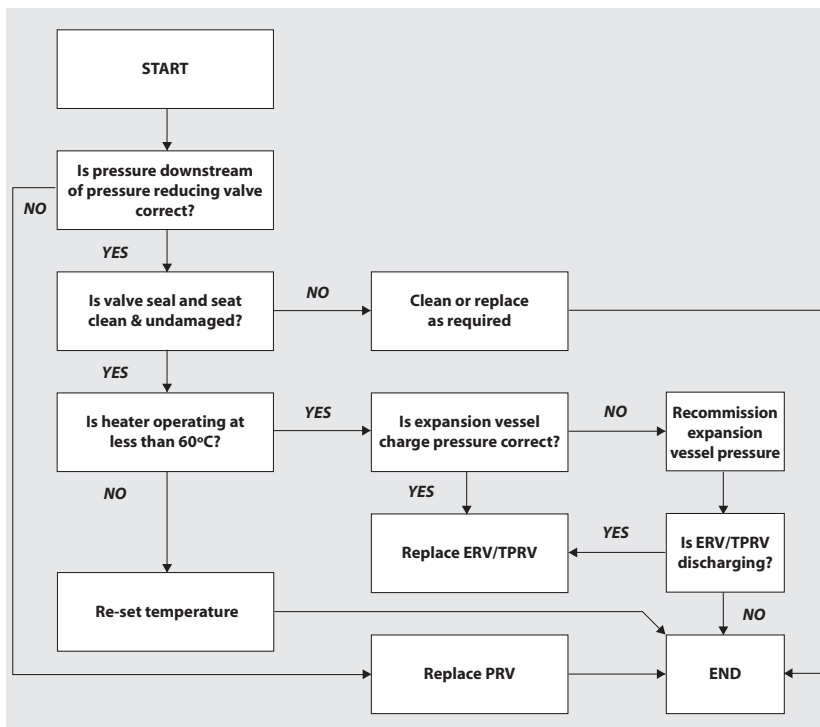 START
Is pressure downstream
of pressure reducing valve
correct?
NO
YES
Is valve seal and seat
clean & undamaged?
NO
Clean or replace
as required
YES
Is heater operating at
less than 60ºC?
YES
Is expansion vessel
charge pressure correct?
NO
Recommission
expansion
vessel pressure
NO
YES
Replace ERV/TPRV
YES
Is ERV/TPRV
discharging?
Re-set temperature
NO
Replace PRV
END